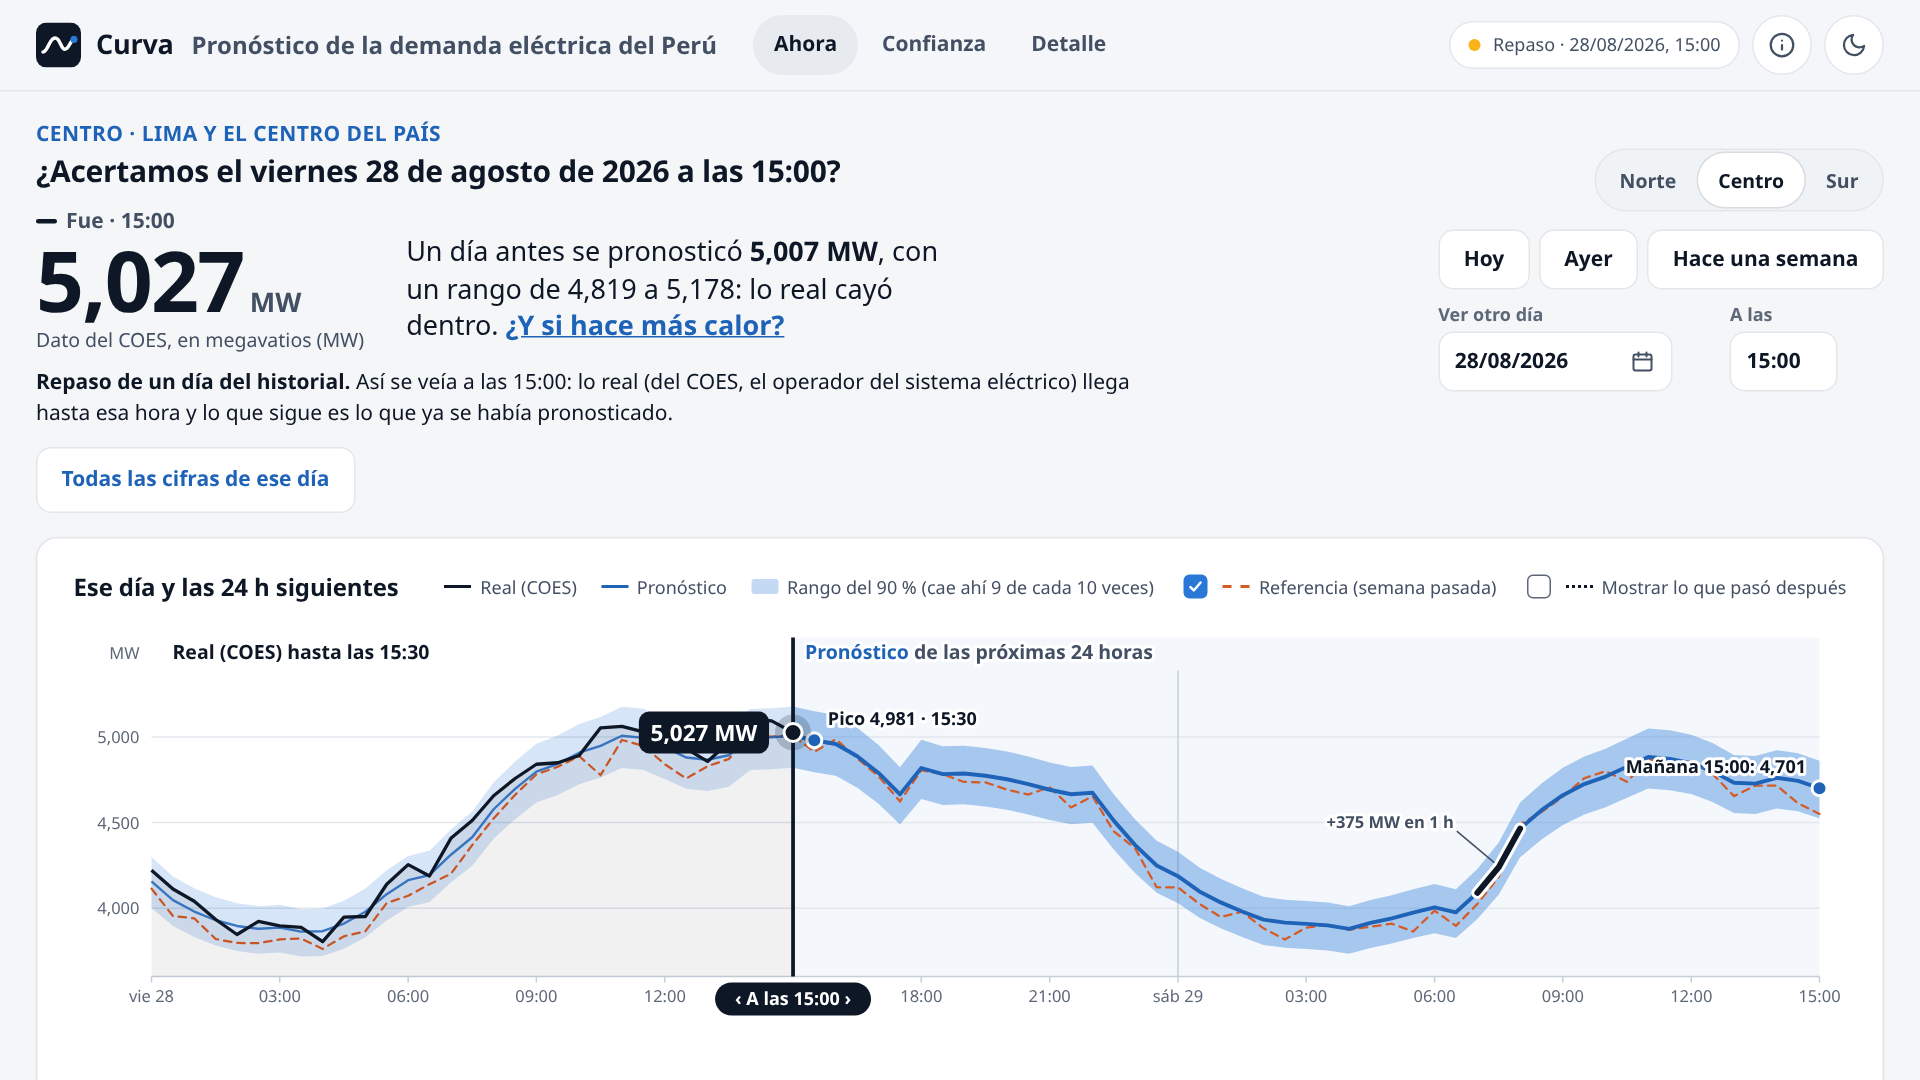 Curva
Pronóstico de la demanda eléctrica del Perú
Ahora
Confianza
Detalle
Repaso · 28/08/2026, 15:00
CENTRO · LIMA Y EL CENTRO DEL PAÍS
¿Acertamos el viernes 28 de agosto de 2026 a las 15:00?
Fue · 15:00
5,027 MW
Dato del COES, en megavatios (MW)
Un día antes se pronosticó 5,007 MW, con
un rango de 4,819 a 5,178: lo real cayó
dentro. ¿Y si hace más calor?
Repaso de un día del historial. Así se veía a las 15:00: lo real (del COES, el operador del sistema eléctrico) llega
hasta esa hora y lo que sigue es lo que ya se había pronosticado.
Todas las cifras de ese día
Norte
Centro
Sur
Hoy
Ayer
Hace una semana
Ver otro día
A las
28/08/2026
15:00
Ese día y las 24 h siguientes
Real (COES)
Pronóstico
Rango del 90 % (cae ahí 9 de cada 10 veces)
Referencia (semana pasada)
Mostrar lo que pasó después
MW
Real (COES) hasta las 15:30
Pronóstico de las próximas 24 horas
5,027 MW
Pico 4,981 · 15:30
+375 MW en 1 h
Mañana 15:00: 4,701
5,000
4,500
4,000
vie 28
03:00
06:00
09:00
12:00
‹ A las 15:00 ›
18:00
21:00
sáb 29
03:00
06:00
09:00
12:00
15:00